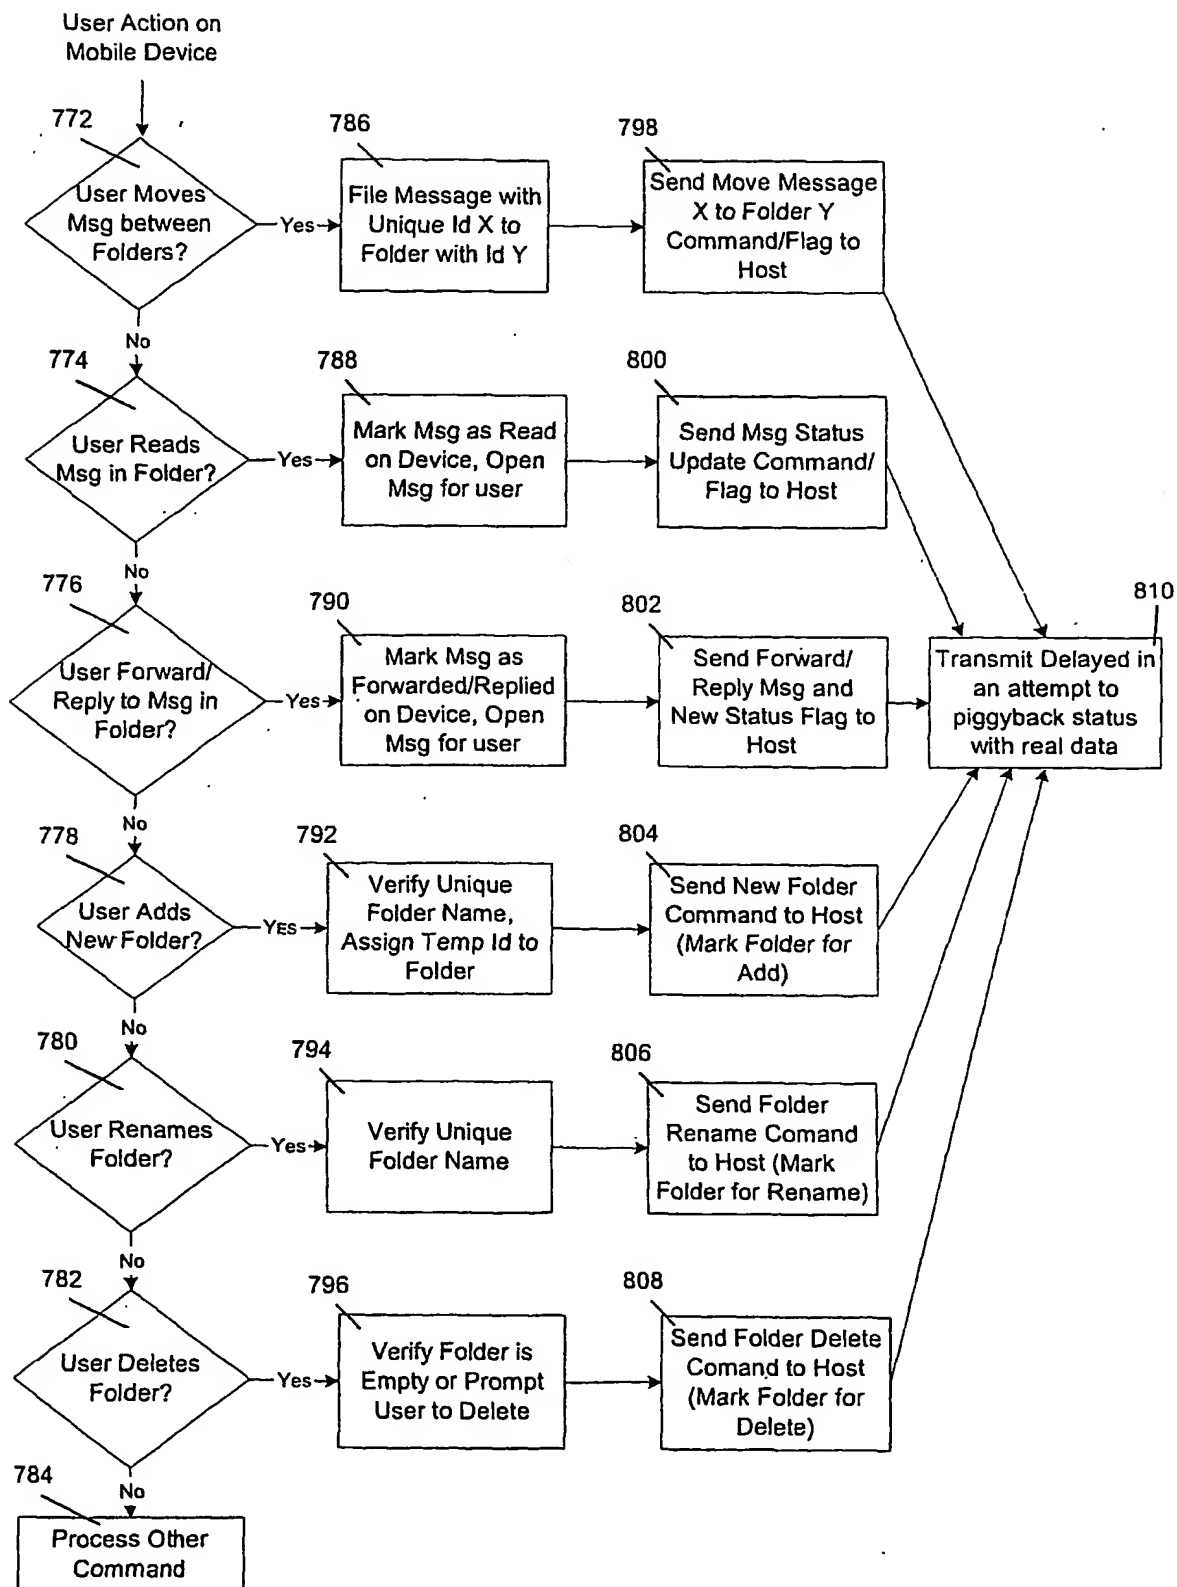 User Action on
Mobile Device
772
User Moves
Msg between
Folders?
Yes
786
File Message with
Unique Id X to
Folder with Id Y
798
Send Move Message
X to Folder Y
Command/Flag to
Host
No
774
User Reads
Msg in Folder?
Yes
788
Mark Msg as Read
on Device, Open
Msg for user
800
Send Msg Status
Update Command/
Flag to Host
No
776
User Forward/
Reply to Msg in
Folder?
Yes
790
Mark Msg as
Forwarded/Replied
on Device, Open
Msg for user
802
Send Forward/
Reply Msg and
New Status Flag to
Host
810
Transmit Delayed in
an attempt to
piggyback status
with real data
No
778
User Adds
New Folder?
YES
792
Verify Unique
Folder Name,
Assign Temp Id to
Folder
804
Send New Folder
Command to Host
(Mark Folder for
Add)
No
780
User Renames
Folder?
Yes
794
Verify Unique
Folder Name
806
Send Folder
Rename Comand
to Host (Mark
Folder for Rename)
No
782
User Deletes
Folder?
Yes
796
Verify Folder is
Empty or Prompt
User to Delete
808
Send Folder Delete
Comand to Host
(Mark Folder for
Delete)
No
784
Process Other
Command